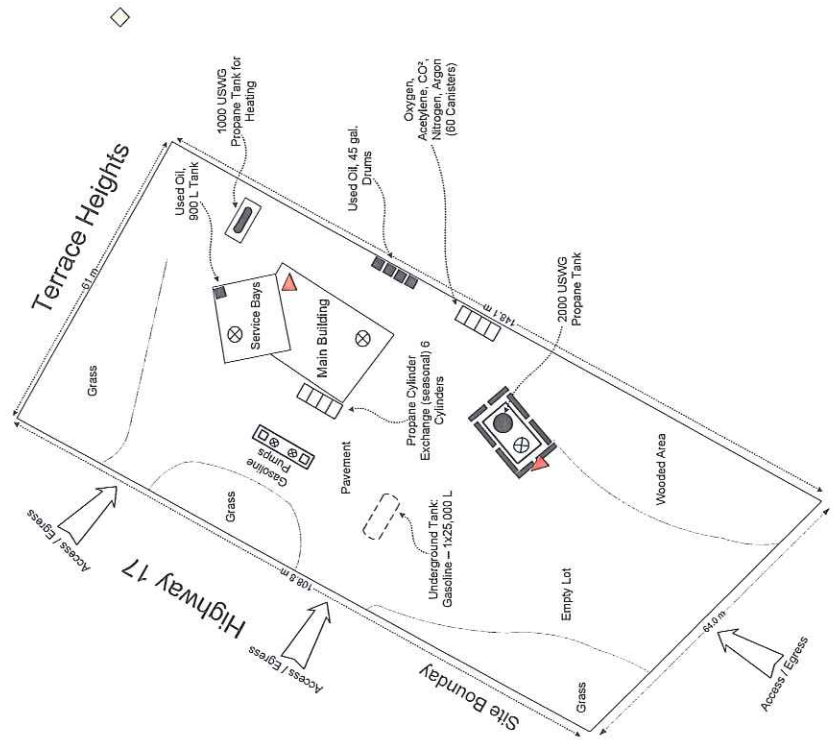 Terrace Heights
61 m
1000 USWG
Propane Tank for
Heating
Used Oil,
900 L Tank
Used Oil, 45 gal.
Drums
Oxygen,
Acetylene, CO²,
Nitrogen, Argon
(60 Canisters)
148.1 m
2000 USWG
Propane Tank
Service Bays
Main Building
Propane Cylinder
Exchange (seasonal) 6
Cylinders
Gasoline
Pumps
Pavement
Underground Tank:
Gasoline – 1x25,000 L
Grass
Grass
Grass
Wooded Area
Empty Lot
Access / Egress
Highway 17
108.8 m
Access / Egress
Site Bounday
64.0 m
Access / Egress